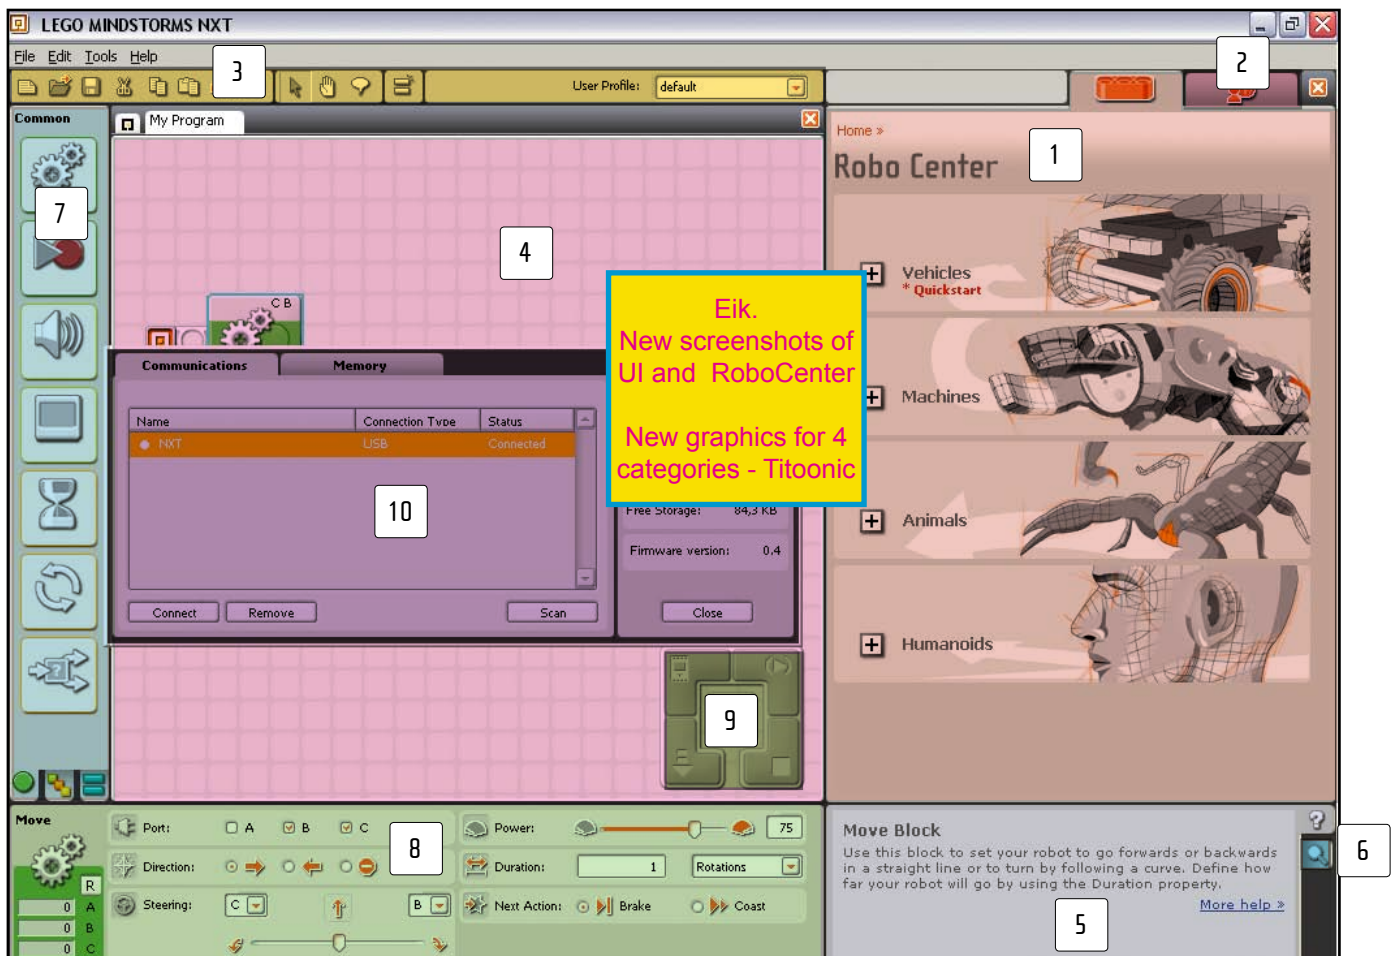 LEGO MINDSTORMS NXT
File Edit Tools Help
3
2
User Profile: default
Common
My Program
Home »
Robo Center
1
7
4
Vehicles
* Quickstart
C B
Eik.
New screenshots of
UI and RoboCenter
New graphics for 4
categories - Titoonic
Communications Memory
Machines
Name Connection Type Status
NXT USB Connected
10
Free Storage: 84,3 KB
Animals
Firmware version: 0.4
Connect Remove Scan Close
Humanoids
9
Move
Port: A B C
8
Power: 75
Direction:
Duration: 1 Rotations
R
0 A
0 B
0 C
Steering: C B
Next Action: Brake Coast
Move Block
Use this block to set your robot to go forwards or backwards
in a straight line or to turn by following a curve. Define how
far your robot will go by using the Duration property.
More help »
5
?
6